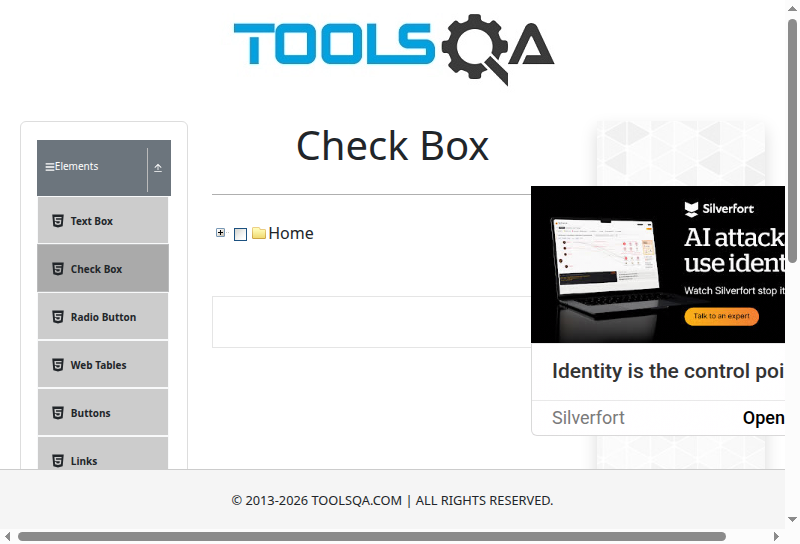 TOOLSQA
Check Box
Elements
Text Box
Check Box
Radio Button
Web Tables
Buttons
Links
Home
Silverfort
AI attack
use ident
Watch Silverfort stop it
Talk to an expert
Identity is the control poi
Silverfort
Open
© 2013-2026 TOOLSQA.COM | ALL RIGHTS RESERVED.